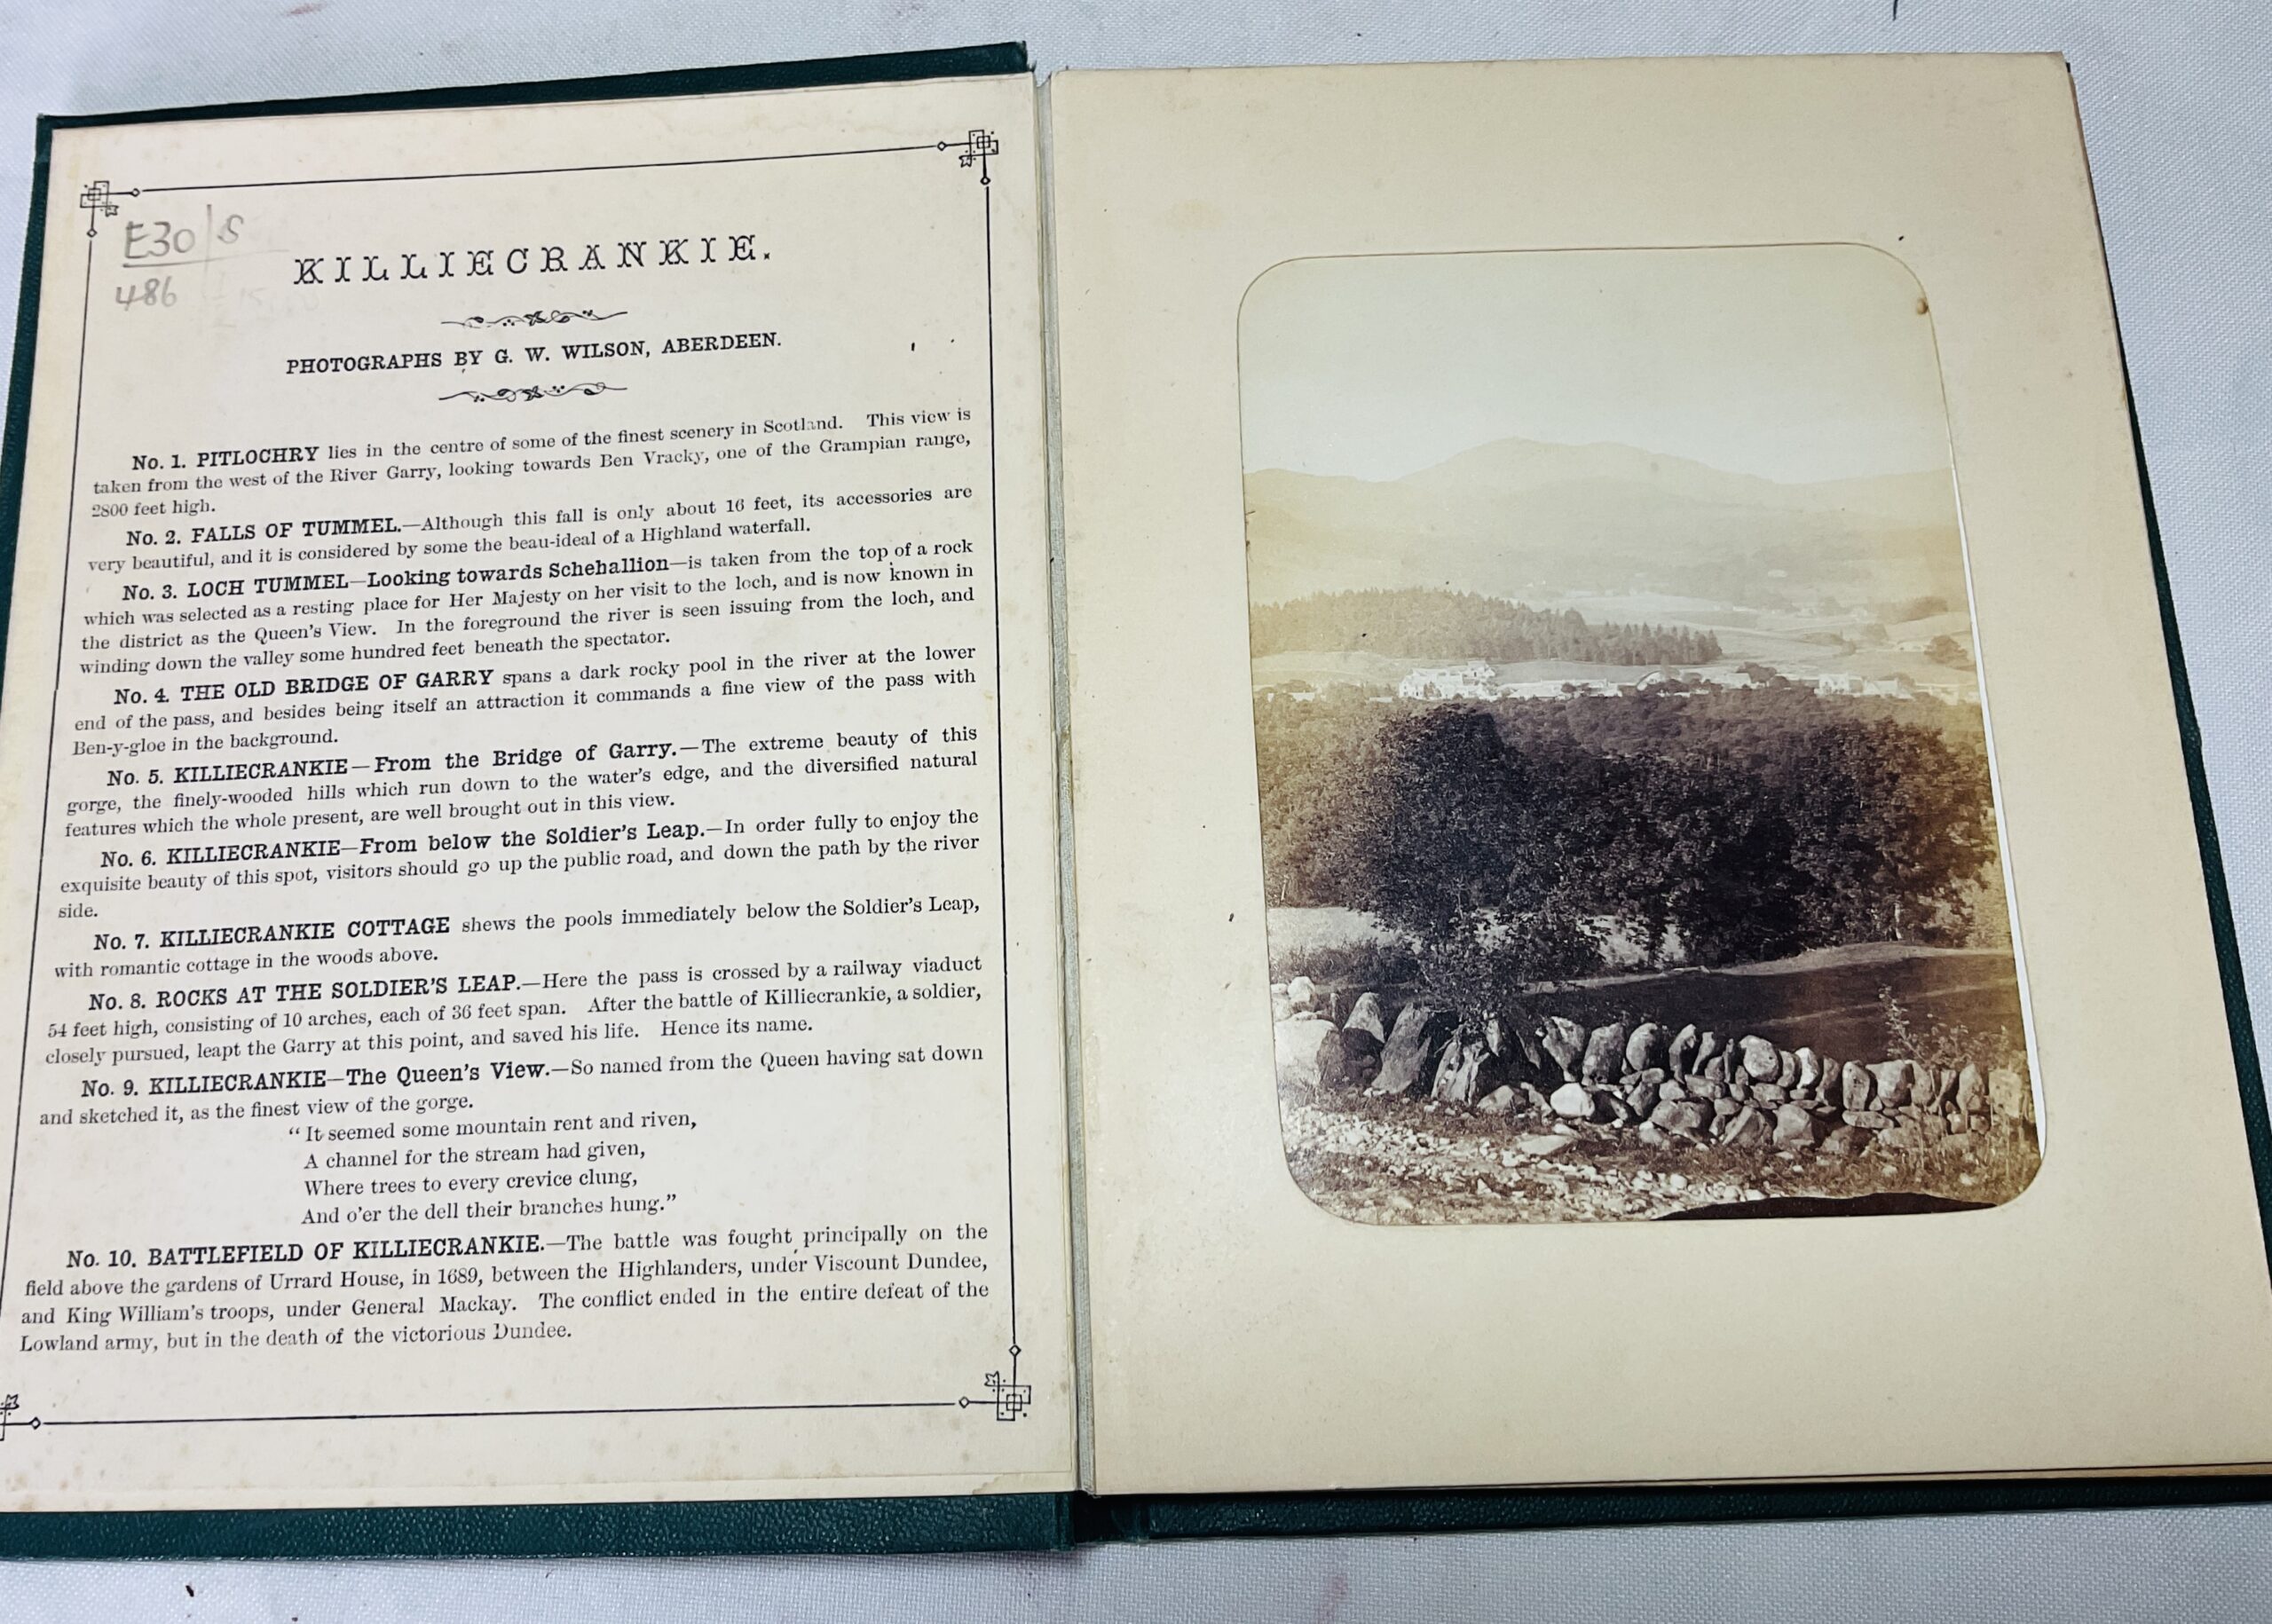 E30 S
486
KILLIECRANKIE.
PHOTOGRAPHS BY G. W. WILSON, ABERDEEN.
No. 1. PITLOCHRY lies in the centre of some of the finest scenery in Scotland. This view is
taken from the west of the River Garry, looking towards Ben Vracky, one of the Grampian range,
2800 feet high.
No. 2. FALLS OF TUMMEL.—Although this fall is only about 16 feet, its accessories are
very beautiful, and it is considered by some the beau-ideal of a Highland waterfall.
No. 3. LOCH TUMMEL—Looking towards Schehallion—is taken from the top of a rock
which was selected as a resting place for Her Majesty on her visit to the loch, and is now known in
the district as the Queen's View. In the foreground the river is seen issuing from the loch, and
winding down the valley some hundred feet beneath the spectator.
No. 4. THE OLD BRIDGE OF GARRY spans a dark rocky pool in the river at the lower
end of the pass, and besides being itself an attraction it commands a fine view of the pass with
Ben-y-gloe in the background.
No. 5. KILLIECRANKIE—From the Bridge of Garry.—The extreme beauty of this
gorge, the finely-wooded hills which run down to the water's edge, and the diversified natural
features which the whole present, are well brought out in this view.
No. 6. KILLIECRANKIE—From below the Soldier's Leap.—In order fully to enjoy the
exquisite beauty of this spot, visitors should go up the public road, and down the path by the river
side.
No. 7. KILLIECRANKIE COTTAGE shews the pools immediately below the Soldier's Leap,
with romantic cottage in the woods above.
No. 8. ROCKS AT THE SOLDIER'S LEAP.—Here the pass is crossed by a railway viaduct
54 feet high, consisting of 10 arches, each of 36 feet span. After the battle of Killiecrankie, a soldier,
closely pursued, leapt the Garry at this point, and saved his life. Hence its name.
No. 9. KILLIECRANKIE—The Queen's View.—So named from the Queen having sat down
and sketched it, as the finest view of the gorge.
" It seemed some mountain rent and riven,
A channel for the stream had given,
Where trees to every crevice clung,
And o'er the dell their branches hung."
No. 10. BATTLEFIELD OF KILLIECRANKIE.—The battle was fought principally on the
field above the gardens of Urrard House, in 1689, between the Highlanders, under Viscount Dundee,
and King William's troops, under General Mackay. The conflict ended in the entire defeat of the
Lowland army, but in the death of the victorious Dundee.